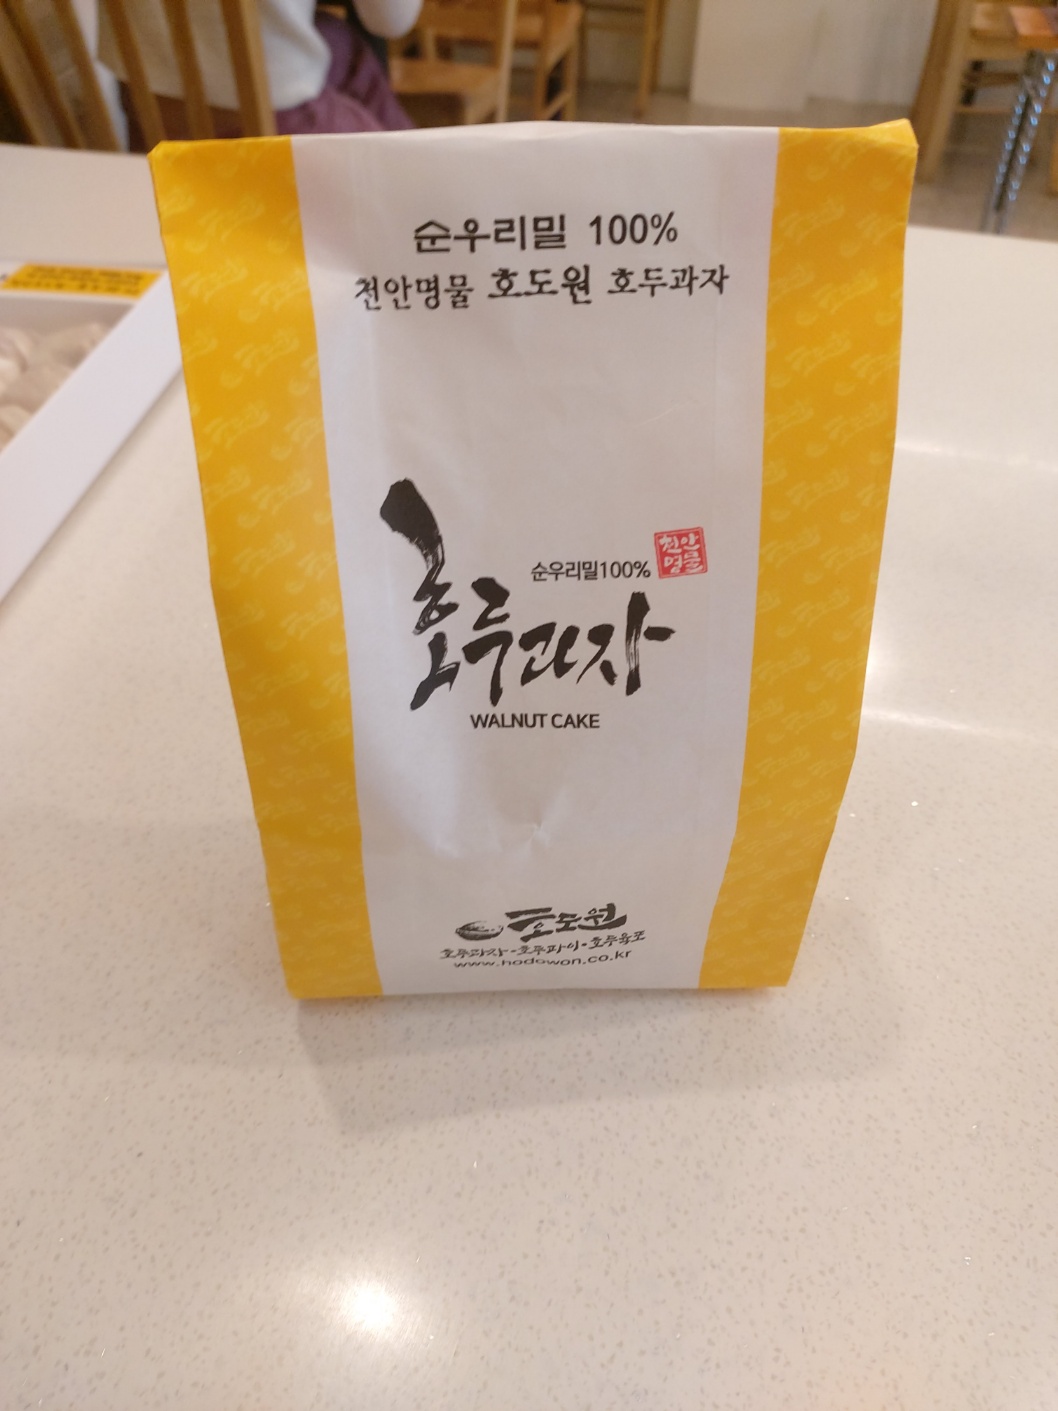 순우리밀 100%
천안명물 호도원 호두과자
순우리밀100%
천안
명물
호두과자
WALNUT CAKE
호도원
호두과자·호두파이·호두육포
www.hodowon.co.kr